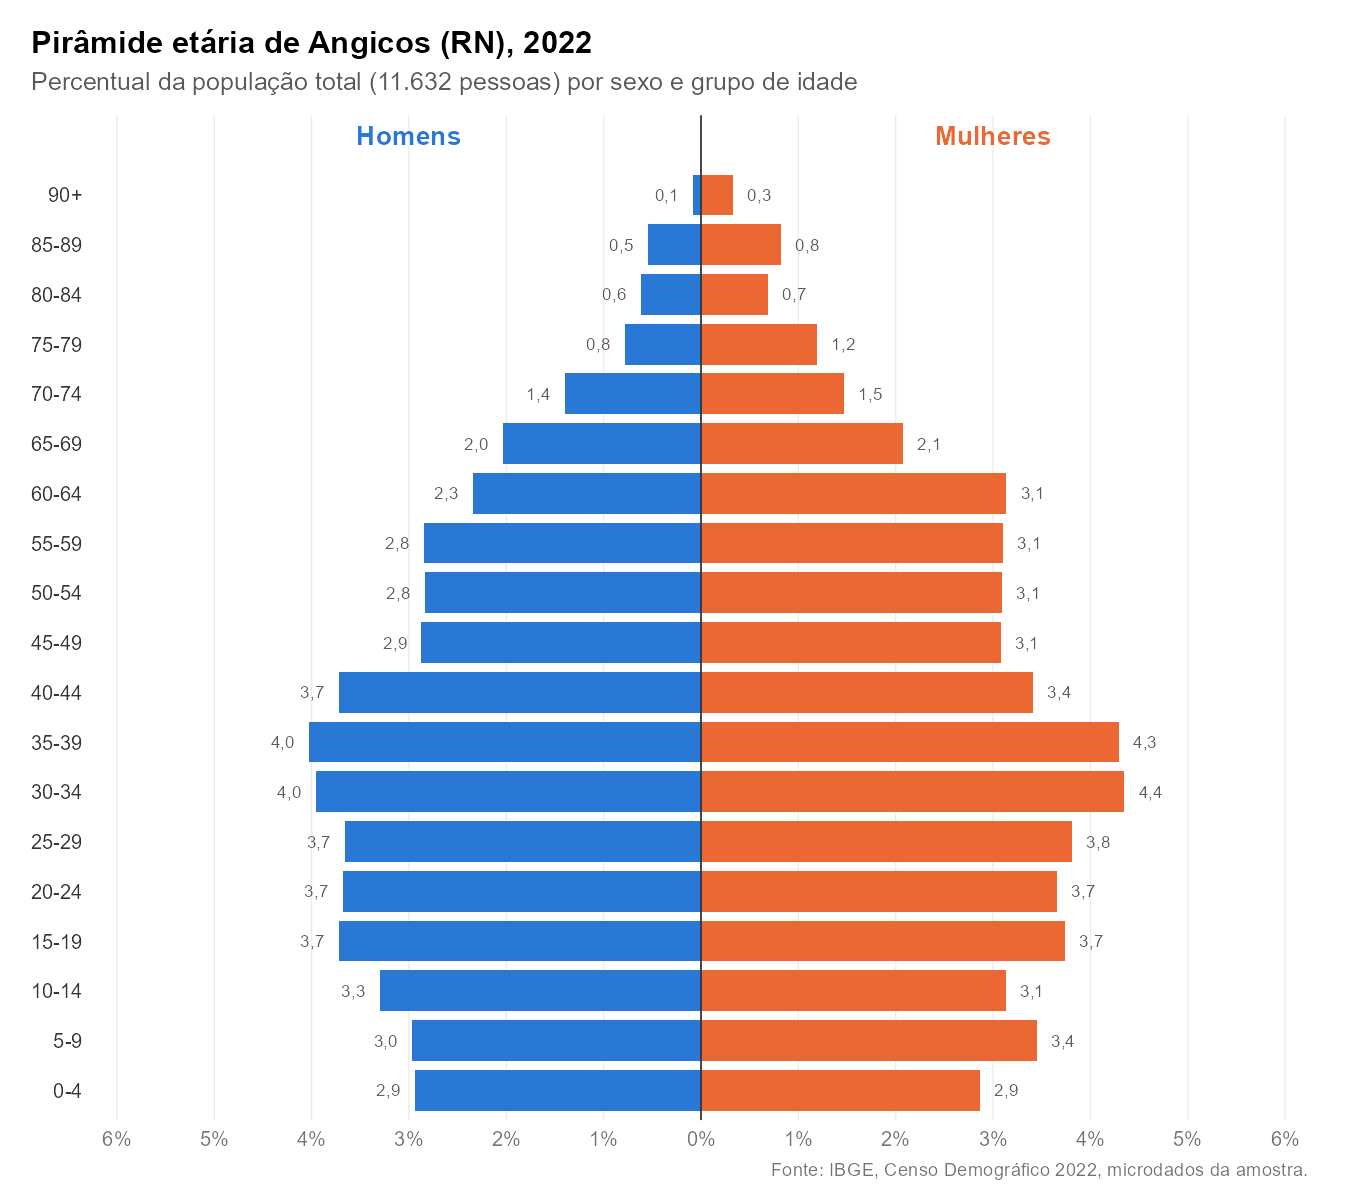 Pirâmide etária de Angicos (RN), 2022
Percentual da população total (11.632 pessoas) por sexo e grupo de idade
Homens Mulheres
90+ 0,1 0,3
85-89 0,5 0,8
80-84 0,6 0,7
75-79 0,8 1,2
70-74 1,4 1,5
65-69 2,0 2,1
60-64 2,3 3,1
55-59 2,8 3,1
50-54 2,8 3,1
45-49 2,9 3,1
40-44 3,7 3,4
35-39 4,0 4,3
30-34 4,0 4,4
25-29 3,7 3,8
20-24 3,7 3,7
15-19 3,7 3,7
10-14 3,3 3,1
5-9 3,0 3,4
0-4 2,9 2,9
6% 5% 4% 3% 2% 1% 0% 1% 2% 3% 4% 5% 6%
Fonte: IBGE, Censo Demográfico 2022, microdados da amostra.